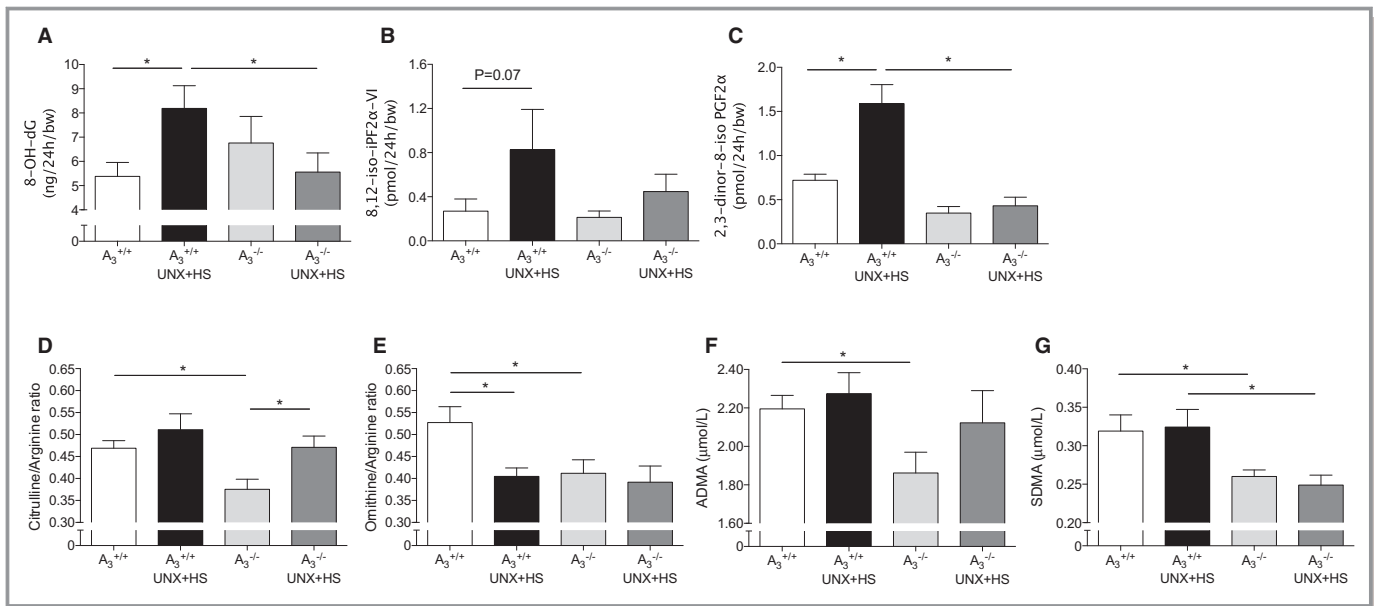 A
8-OH-dG
(ng/24h/bw)
10
9
8
7
6
5
4
0
*
*
A3+/+
A3+/+
UNX+HS
A3-/-
A3-/-
UNX+HS
B
8,12-iso-iPF2α-VI
(pmol/24h/bw)
1.6
1.2
0.8
0.4
0.0
P=0.07
A3+/+
A3+/+
UNX+HS
A3-/-
A3-/-
UNX+HS
C
2,3-dinor-8-iso PGF2α
(pmol/24h/bw)
2.0
1.5
1.0
0.5
0.0
*
*
A3+/+
A3+/+
UNX+HS
A3-/-
A3-/-
UNX+HS
D
Citrulline/Arginine ratio
0.65
0.65
0.55
0.50
0.45
0.40
0.35
0.30
0
*
*
A3+/+
A3+/+
UNX+HS
A3-/-
A3-/-
UNX+HS
E
Ornithine/Arginine ratio
0.65
0.65
0.55
0.50
0.45
0.40
0.35
0.30
0
*
*
A3+/+
A3+/+
UNX+HS
A3-/-
A3-/-
UNX+HS
F
ADMA (μmol/L)
2.40
2.20
2.00
1.80
1.60
0
*
A3+/+
A3+/+
UNX+HS
A3-/-
A3-/-
UNX+HS
G
SDMA (μmol/L)
0.40
0.35
0.30
0.25
0.20
0
*
*
A3+/+
A3+/+
UNX+HS
A3-/-
A3-/-
UNX+HS